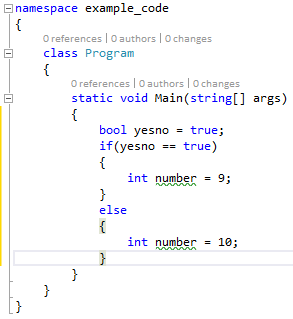 namespace example_code
{
0 references | 0 authors | 0 changes
class Program
{
0 references | 0 authors | 0 changes
static void Main(string[] args)
{
bool yesno = true;
if(yesno == true)
{
int number = 9;
}
else
{
int number = 10;
}
}
}
}